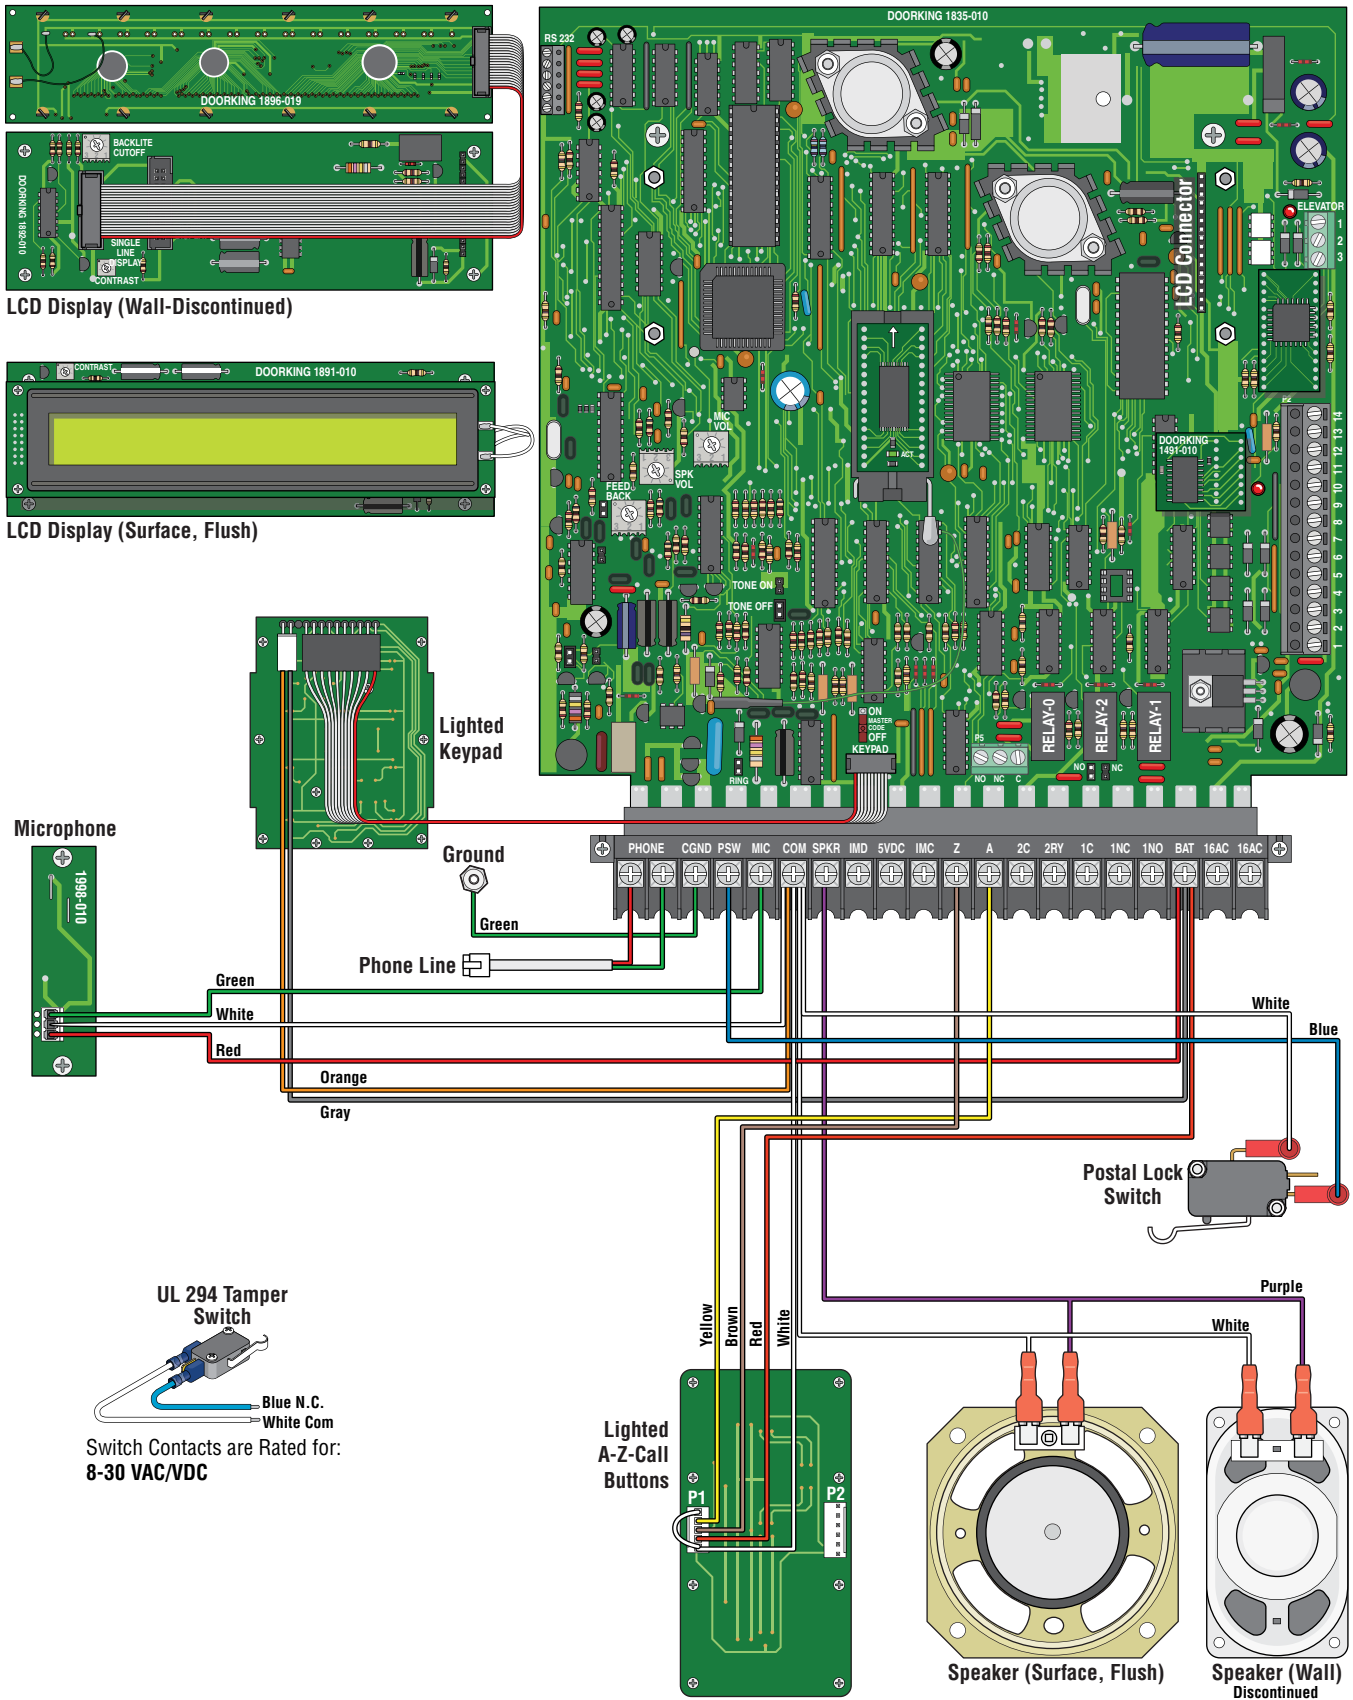 DOORKING 1896-019
BACKLITE
CUTOFF
DOORKING 1892-010
SINGLE
LINE
DISPLAY
CONTRAST
LCD Display (Wall-Discontinued)
CONTRAST
DOORKING 1891-010
LCD Display (Surface, Flush)
DOORKING 1835-010
RS 232
LCD Connector
ELEVATOR
1
2
3
MIC
VOL
SPK
VOL
FEED
BACK
ACT
DOORKING
1491-010
P2
14
13
12
11
10
9
8
7
6
5
4
3
2
1
TONE ON
TONE OFF
ON
MASTER
CODE
OFF
KEYPAD
RING
P5
NO NC C
RELAY-0
RELAY-2
RELAY-1
NO
NC
Lighted
Keypad
Microphone
1998-010
Ground
PHONE CGND PSW MIC COM SPKR IMD 5VDC IMC Z A 2C 2RY 1C 1NC 1NO BAT 16AC 16AC
Green
Phone Line
Green
White
Red
Orange
Gray
White
Blue
Postal Lock
Switch
UL 294 Tamper
Switch
Blue N.C.
White Com
Switch Contacts are Rated for:
8-30 VAC/VDC
Yellow
Brown
Red
White
Purple
White
Lighted
A-Z-Call
Buttons
P1
P2
Speaker (Surface, Flush)
Speaker (Wall)
Discontinued